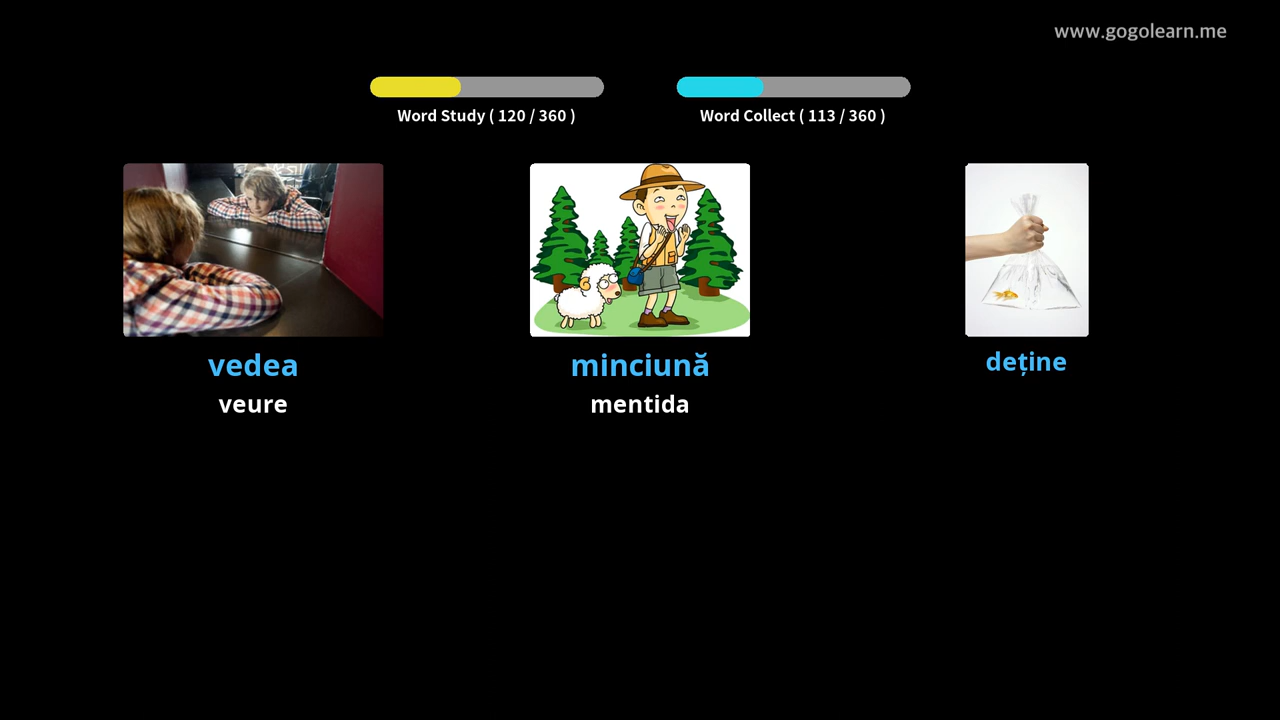 www.gogolearn.me
Word Study ( 120 / 360 )
Word Collect ( 113 / 360 )
vedea
veure
minciună
mentida
deține